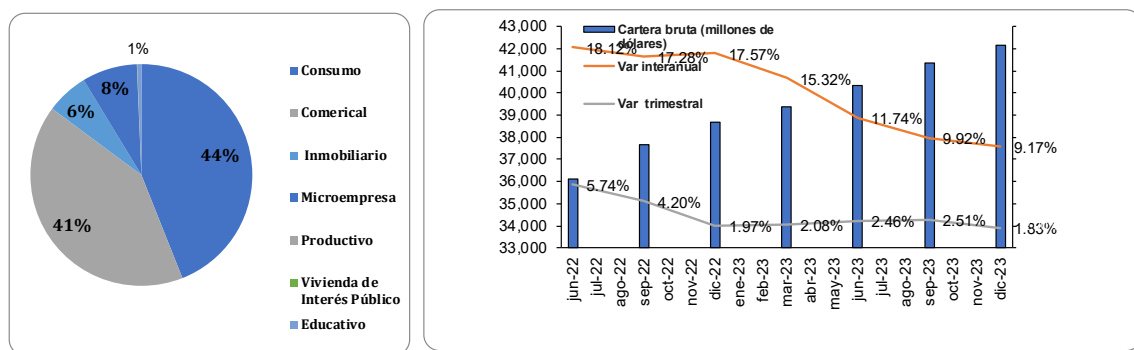 1%
8%
6%
44%
41%
Consumo
Comerical
Inmobiliario
Microempresa
Productivo
Vivienda de
Interés Público
Educativo
43,000
42,000
41,000
40,000
39,000
38,000
37,000
36,000
35,000
34,000
33,000
Cartera bruta (millones de
dólares)
Var interanual
Var trimestral
18.12%
17.28%
17.57%
15.32%
11.74%
9.92%
9.17%
5.74%
4.20%
1.97%
2.08%
2.46%
2.51%
1.83%
jun-22
jul-22
ago-22
sep-22
oct-22
nov-22
dic-22
ene-23
feb-23
mar-23
abr-23
may-23
jun-23
jul-23
ago-23
sep-23
oct-23
nov-23
dic-23